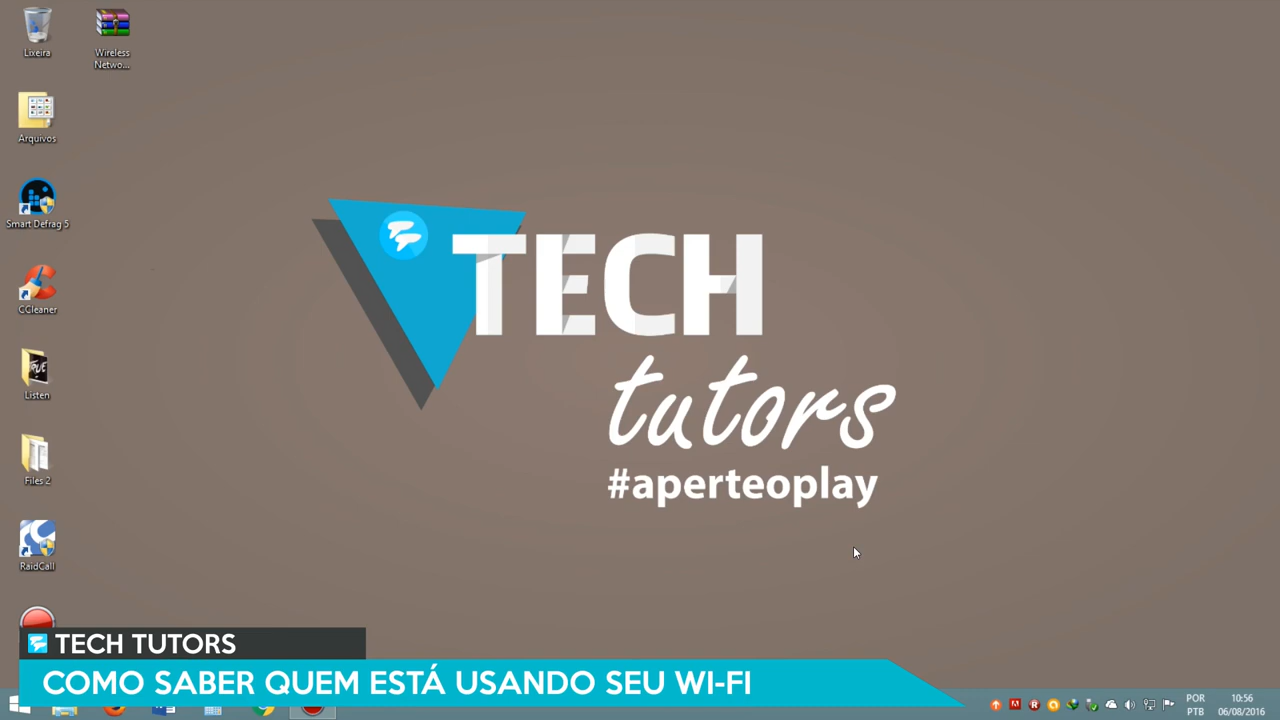 Lixeira
Wireless
Netwo...
Arquivos
Smart Defrag 5
CCleaner
TRUE
Listen
Files 2
RaidCall
TECH
tutors
#aperteoplay
TECH TUTORS
COMO SABER QUEM ESTÁ USANDO SEU WI-FI
POR
PTB
10:56
06/08/2016